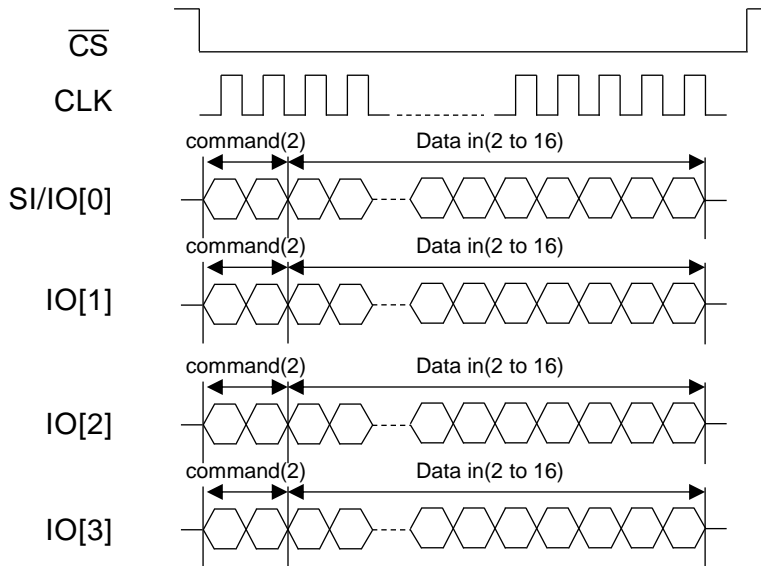 CS
CLK
command(2) Data in(2 to 16)
SI/IO[0]
command(2) Data in(2 to 16)
IO[1]
command(2) Data in(2 to 16)
IO[2]
command(2) Data in(2 to 16)
IO[3]